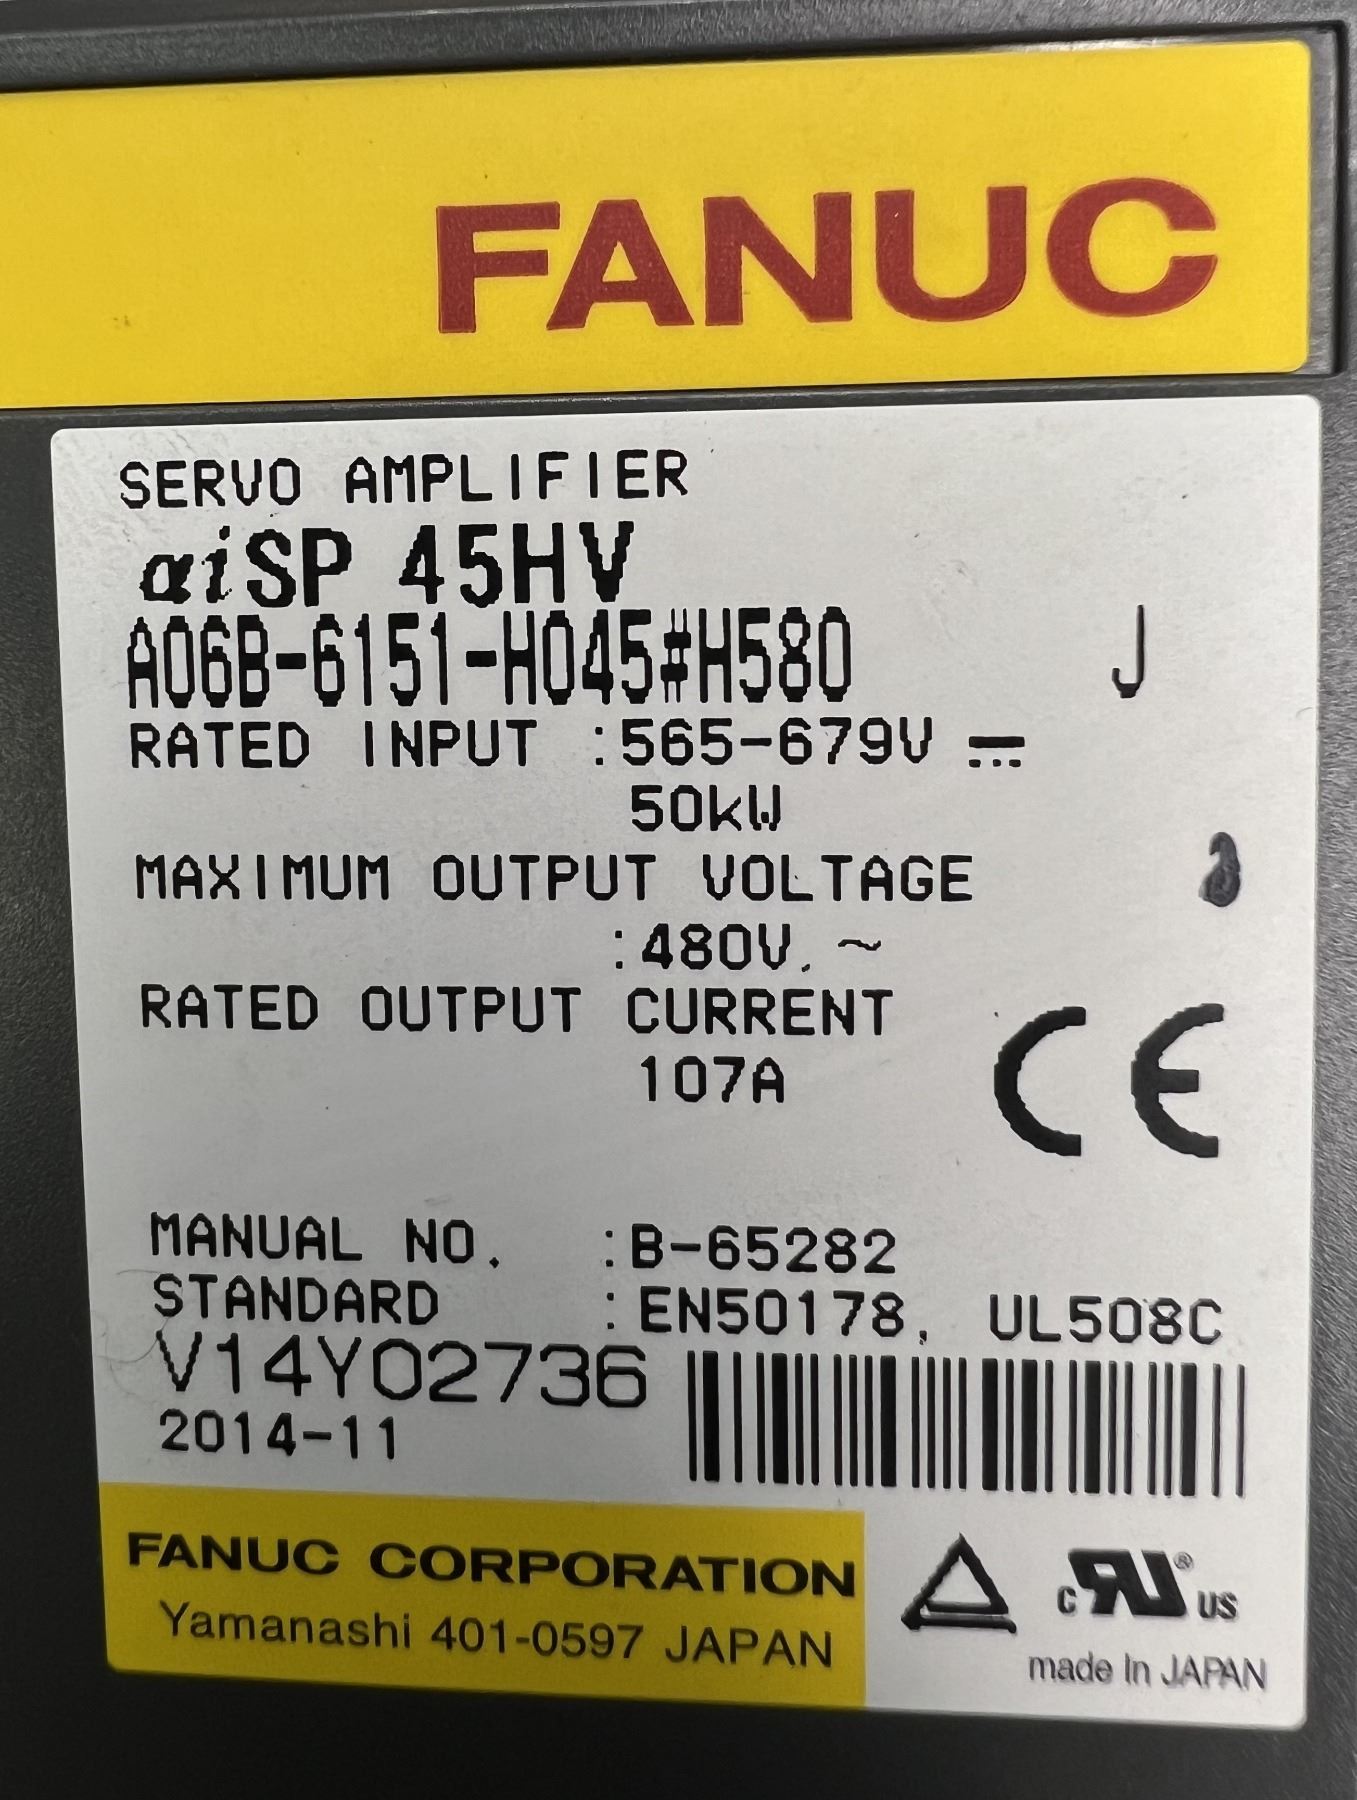 FANUC
SERVO AMPLIFIER
αiSP 45HV
A06B-6151-H045#H580 J
RATED INPUT :565-679V ⎓
50kW
MAXIMUM OUTPUT VOLTAGE
:480V. ~
RATED OUTPUT CURRENT
107A
CE
MANUAL NO. :B-65282
STANDARD :EN50178, UL508C
V14Y02736
2014-11
FANUC CORPORATION
Yamanashi 401-0597 JAPAN
c RU ® US
made In JAPAN